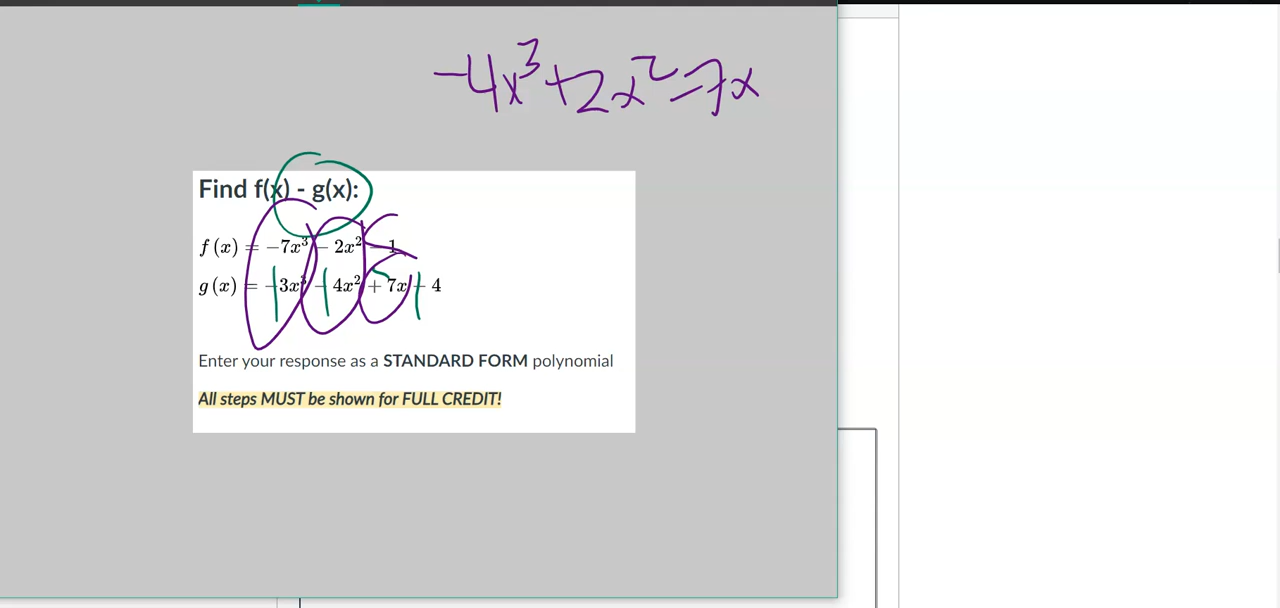 -4x³+2x²-7x
Find f(x) - g(x):
f (x) = −7x³ − 2x² − 1
g (x) = −3x³ − 4x² + 7x − 4
Enter your response as a STANDARD FORM polynomial
All steps MUST be shown for FULL CREDIT!